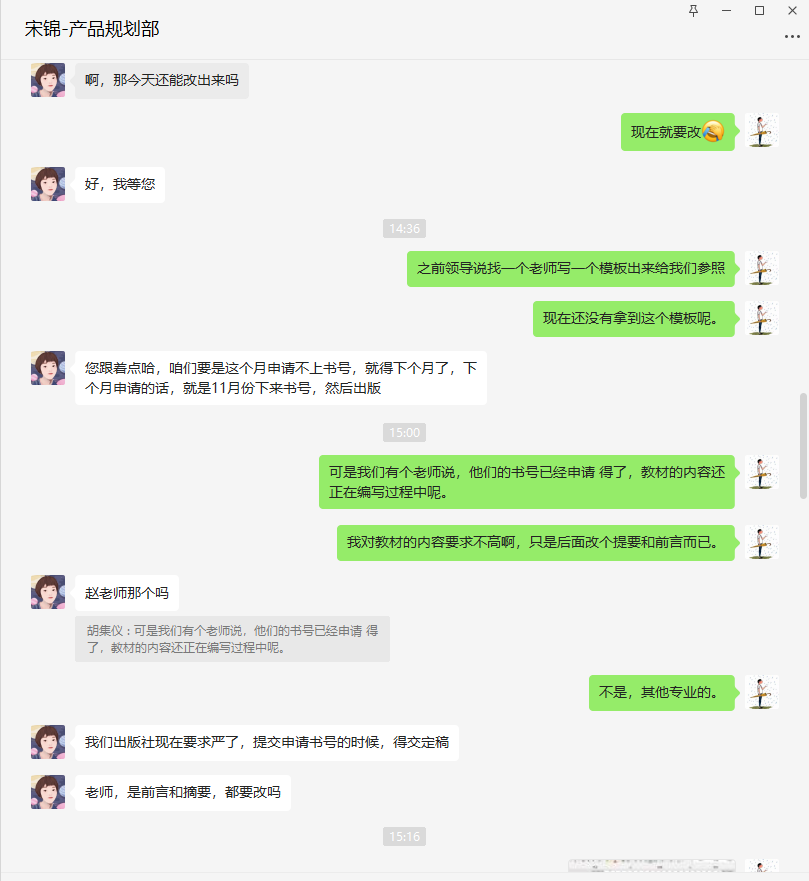 宋锦-产品规划部
啊，那今天还能改出来吗
现在就要改
好，我等您
14:36
之前领导说找一个老师写一个模板出来给我们参照
现在还没有拿到这个模板呢。
您跟着点哈，咱们要是这个月申请不上书号，就得下个月了，下
个月申请的话，就是11月份下来书号，然后出版
15:00
可是我们有个老师说，他们的书号已经申请 得了，教材的内容还
正在编写过程中呢。
我对教材的内容要求不高啊，只是后面改个提要和前言而已。
赵老师那个吗
胡集仪：可是我们有个老师说，他们的书号已经申请 得
了，教材的内容还正在编写过程中呢。
不是，其他专业的。
我们出版社现在要求严了，提交申请书号的时候，得交定稿
老师，是前言和摘要，都要改吗
15:16